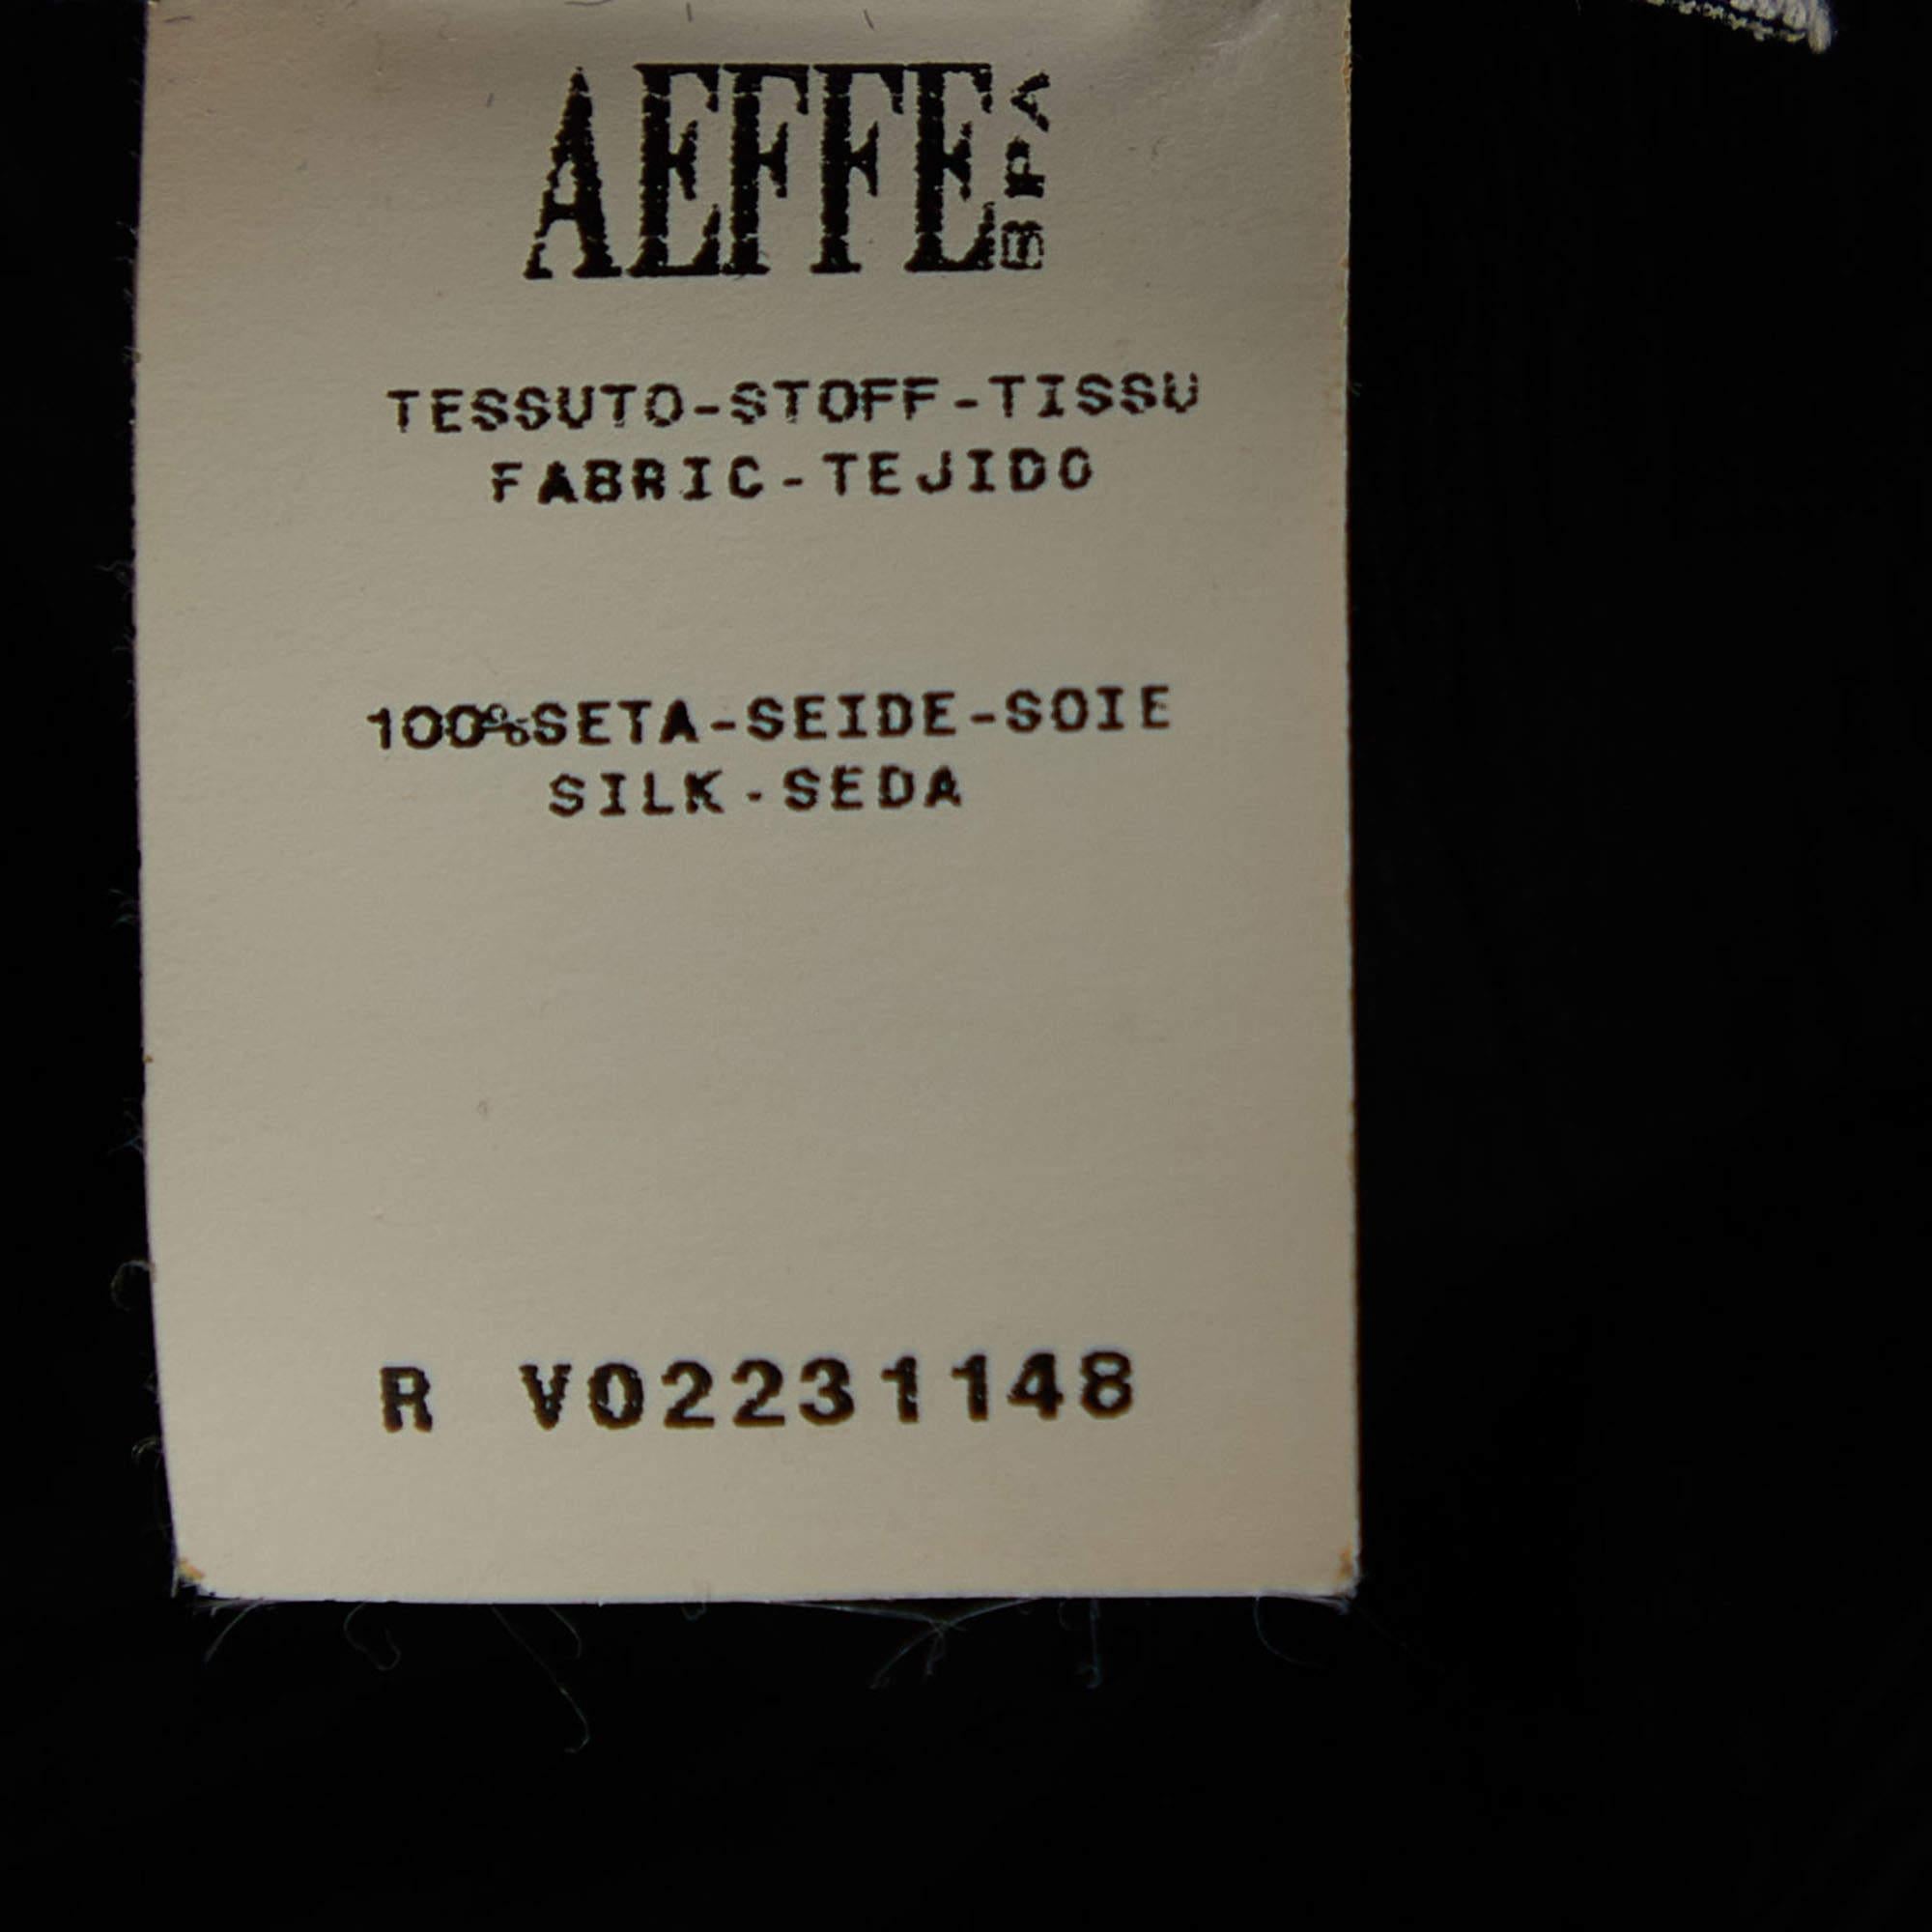 AEFFE SPA
TESSUTO-STOFF-TISSU
FABRIC-TEJIDO
100%SETA-SEIDE-SOIE
SILK-SEDA
R V02231148